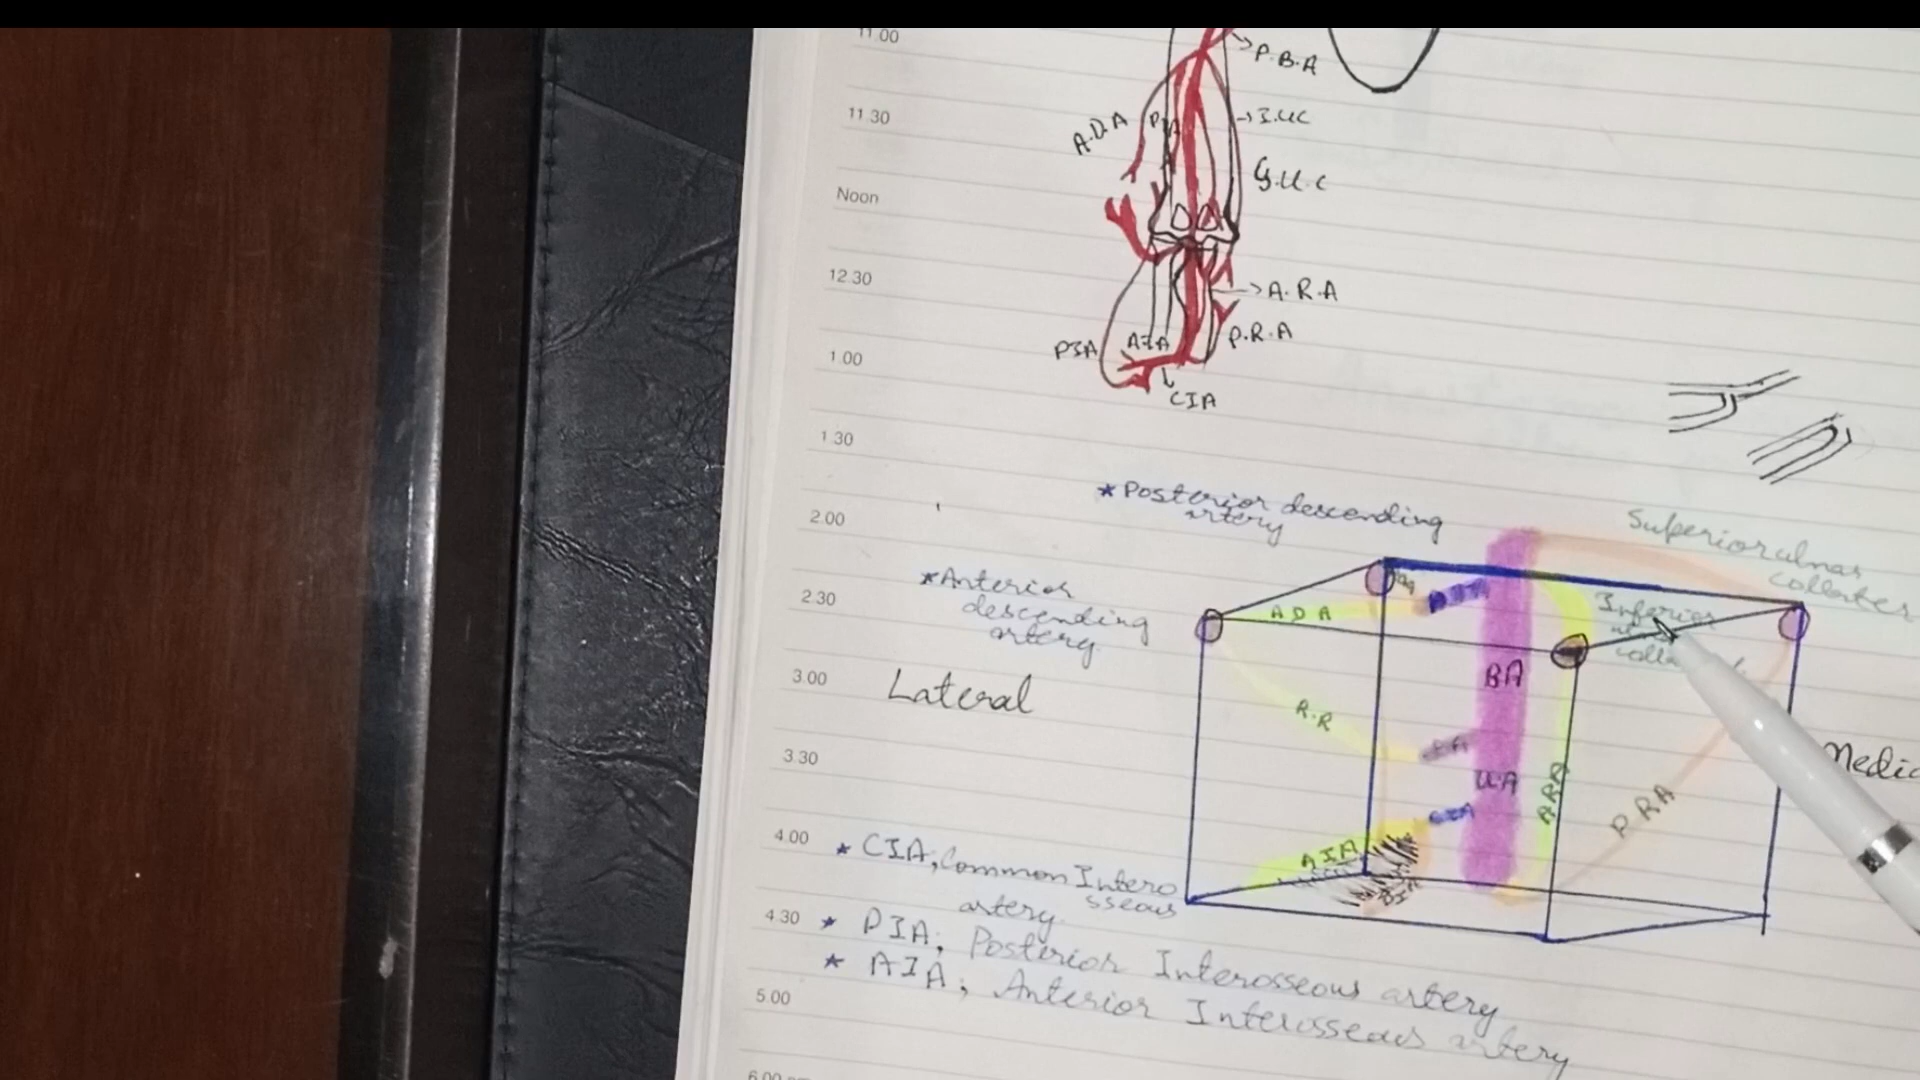 11.00
P.B.A
11.30
A.D.A
I.U.C
S.U.C
Noon
12.30
A.R.A
P.R.A
PIA
AIA
1.00
CIA
1.30
* Posterior descending
artery
2.00
Superior ulnar
*Anterior
descending
artery
2.30
ADA
Inferior
BA
3.00
Lateral
R.R
3.30
UA
ARA
PRA
4.00
* CIA, Common Intero
sseous
artery
AIA
4.30
* PIA; Posterior Interosseous artery
* AIA; Anterior Interosseous artery
5.00